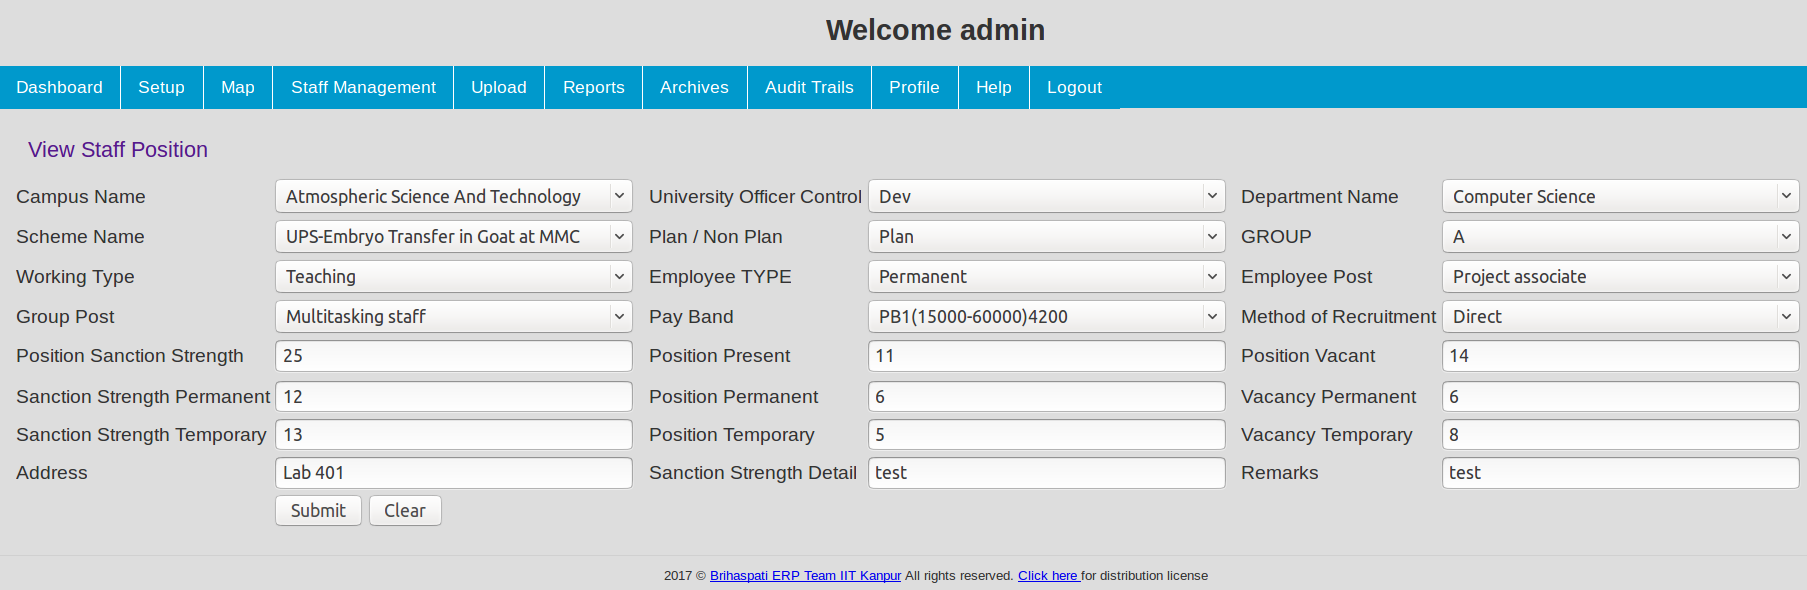 Welcome admin
Dashboard Setup Map Staff Management Upload Reports Archives Audit Trails Profile Help Logout
View Staff Position
Campus Name Atmospheric Science And Technology University Officer Control Dev Department Name Computer Science
Scheme Name UPS-Embryo Transfer in Goat at MMC Plan / Non Plan Plan GROUP A
Working Type Teaching Employee TYPE Permanent Employee Post Project associate
Group Post Multitasking staff Pay Band PB1(15000-60000)4200 Method of Recruitment Direct
Position Sanction Strength 25 Position Present 11 Position Vacant 14
Sanction Strength Permanent 12 Position Permanent 6 Vacancy Permanent 6
Sanction Strength Temporary 13 Position Temporary 5 Vacancy Temporary 8
Address Lab 401 Sanction Strength Detail test Remarks test
Submit Clear
2017 © Brihaspati ERP Team IIT Kanpur All rights reserved. Click here for distribution license